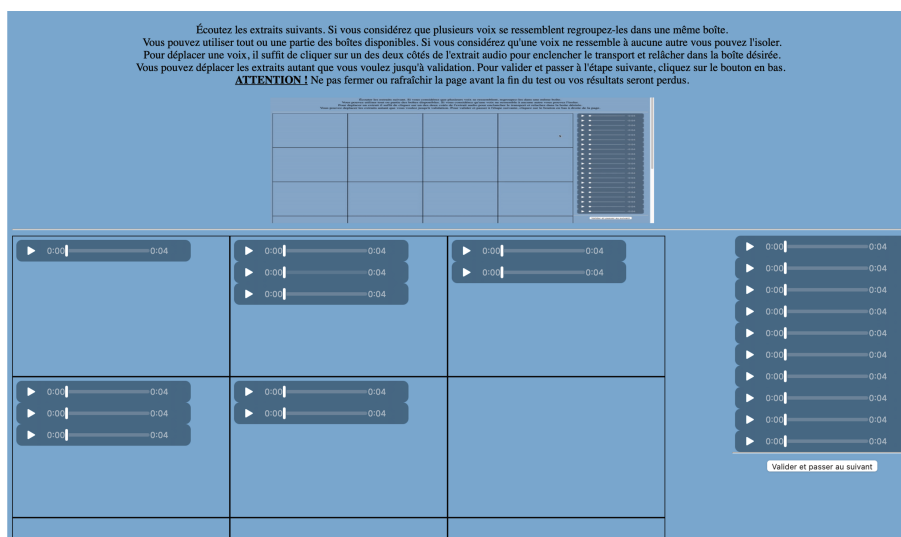 Écoutez les extraits suivants. Si vous considérez que plusieurs voix se ressemblent regroupez-les dans une même boîte.
Vous pouvez utiliser tout ou une partie des boîtes disponibles. Si vous considérez qu'une voix ne ressemble à aucune autre vous pouvez l'isoler.
Pour déplacer une voix, il suffit de cliquer sur un des deux côtés de l'extrait audio pour enclencher le transport et relâcher dans la boîte désirée.
Vous pouvez déplacer les extraits autant que vous voulez jusqu'à validation. Pour valider et passer à l'étape suivante, cliquez sur le bouton en bas.
ATTENTION ! Ne pas fermer ou rafraîchir la page avant la fin du test ou vos résultats seront perdus.
0:00 0:04 0:00 0:04 0:00 0:04 0:00 0:04
0:00 0:04 0:00 0:04 0:00 0:04
0:00 0:04 0:00 0:04
0:00 0:04
0:00 0:04
0:00 0:04
0:00 0:04
0:00 0:04 0:00 0:04 0:00 0:04
0:00 0:04 0:00 0:04 0:00 0:04
0:00 0:04 0:00 0:04
Valider et passer au suivant